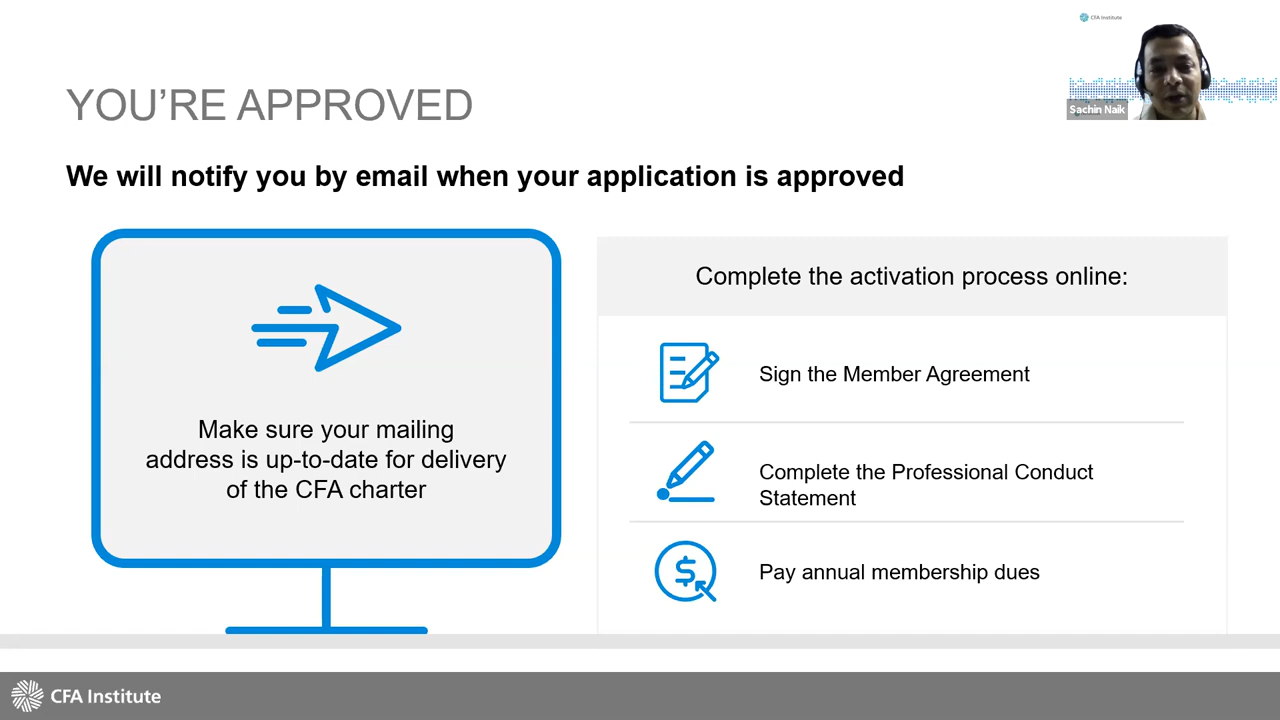 CFA Institute
Sachin Naik
YOU'RE APPROVED
We will notify you by email when your application is approved
Make sure your mailing
address is up-to-date for delivery
of the CFA charter
Complete the activation process online:
Sign the Member Agreement
Complete the Professional Conduct
Statement
Pay annual membership dues
CFA Institute